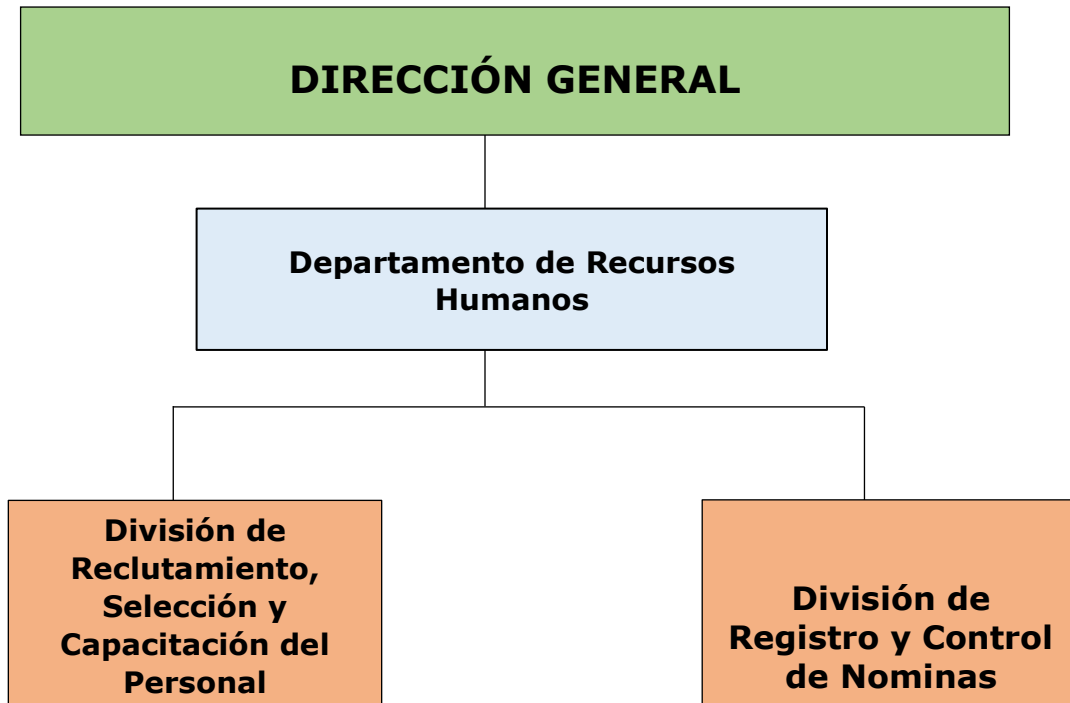 DIRECCIÓN GENERAL
Departamento de Recursos
Humanos
División de
Reclutamiento,
Selección y
Capacitación del
Personal
División de
Registro y Control
de Nominas